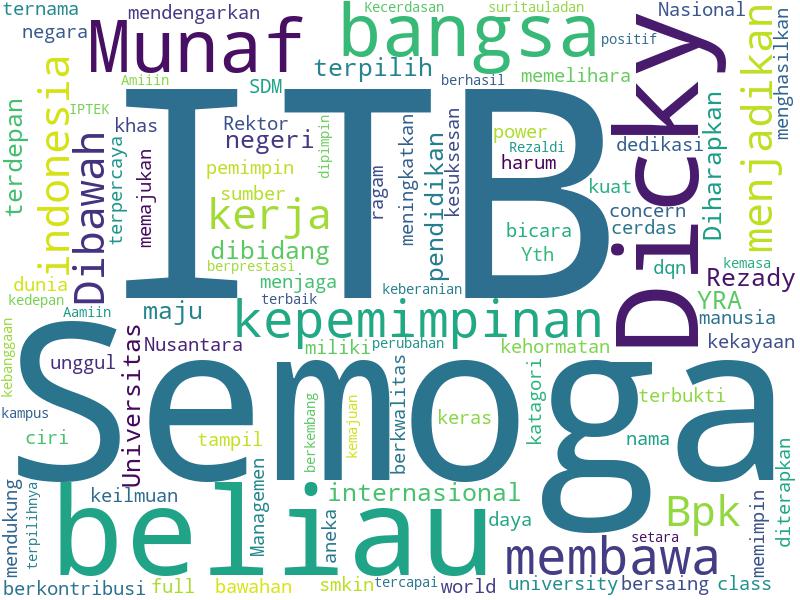 ternama
mendengarkan
Kecerdasan
suritauladan
Nasional
negara
Munaf
bangsa
positif
Dicky
menjadikan
menghasilkan
indonesia
Amiiin
SDM
terpilih
berhasil
memelihara
terdepan
IPTEK
ITB
khas
Rektor
negeri
dipimpin
power
Rezaldi
harum
dedikasi
Diharapkan
Dibawah
terpercaya
memajukan
pemimpin
sumber
ragam
meningkatkan
pendidikan
kesuksesan
kuat
concern
cerdas
kerja
dibidang
bicara
Yth
berprestasi
menjaga
keberanian
dqn
kemasa
Rezady
dunia
kedepan
terbaik
YRA
manusia
kekayaan
Aamiin
maju
kepemimpinan
kebanggaan
Universitas
Nusantara
miliki
perubahan
kehormatan
Semoga
unggul
berkwalitas
katagori
terbukti
kampus
ciri
tampil
berkembang
kemajuan
keras
nama
mendukung
terpilihnya
keilmuan
Managemen
aneka
internasional
daya
Bpk
diterapkan
beliau
setara
membawa
memimpin
berkontribusi
full
bawahan
smkin
tercapai
world
university
bersaing
class